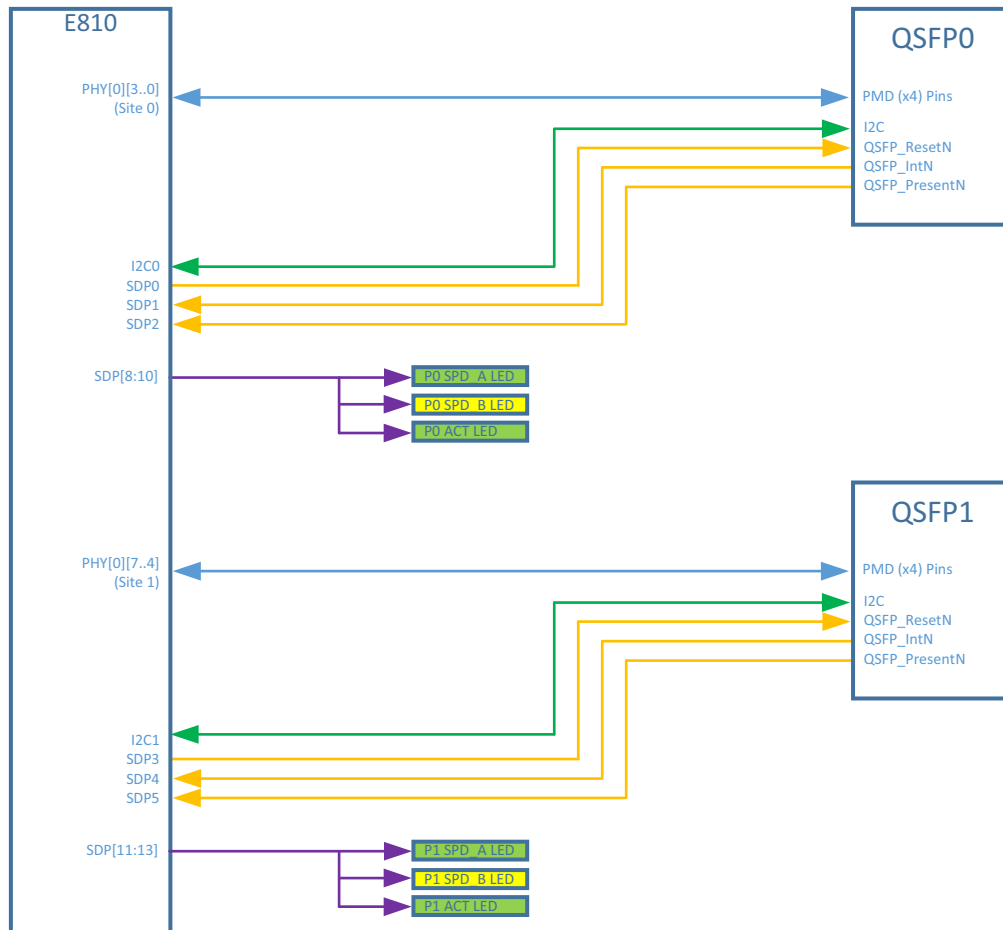 E810
QSFP0
PHY[0][3..0]
(Site 0)
PMD (x4) Pins
I2C
QSFP_ResetN
QSFP_IntN
QSFP_PresentN
I2C0
SDP0
SDP1
SDP2
SDP[8:10]
P0 SPD_A LED
P0 SPD_B LED
P0 ACT LED
QSFP1
PHY[0][7..4]
(Site 1)
PMD (x4) Pins
I2C
QSFP_ResetN
QSFP_IntN
QSFP_PresentN
I2C1
SDP3
SDP4
SDP5
SDP[11:13]
P1 SPD_A LED
P1 SPD_B LED
P1 ACT LED